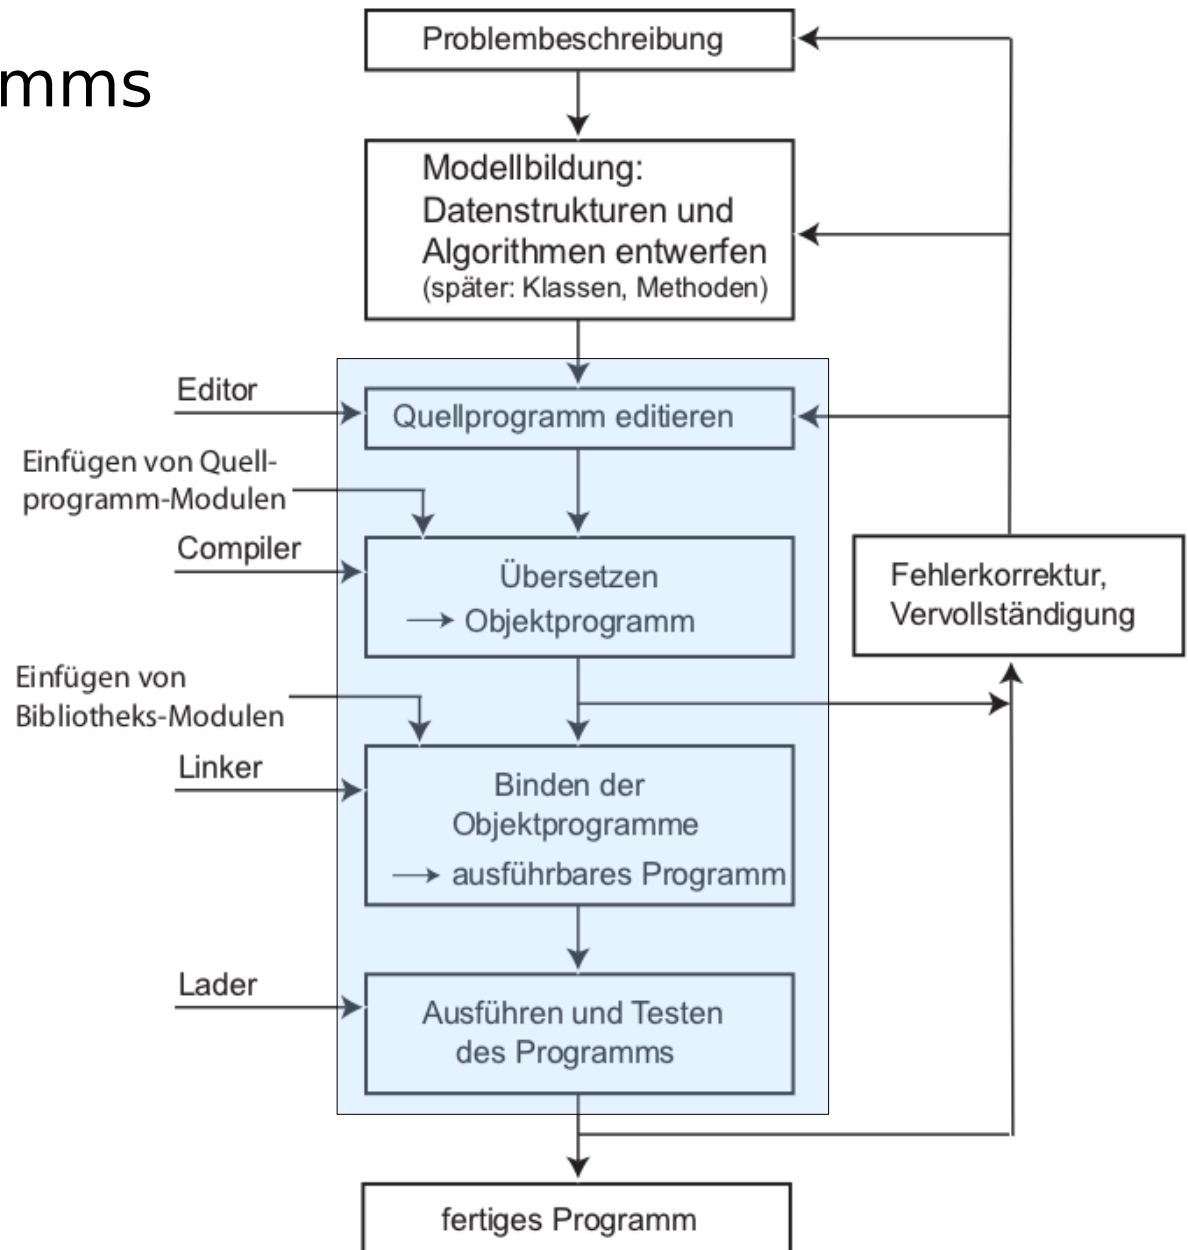 mms
Problembeschreibung
Modellbildung:
Datenstrukturen und
Algorithmen entwerfen
(später: Klassen, Methoden)
Editor
Quellprogramm editieren
Einfügen von Quell-
programm-Modulen
Compiler
Übersetzen
→ Objektprogramm
Fehlerkorrektur,
Vervollständigung
Einfügen von
Bibliotheks-Modulen
Linker
Binden der
Objektprogramme
→ ausführbares Programm
Lader
Ausführen und Testen
des Programms
fertiges Programm